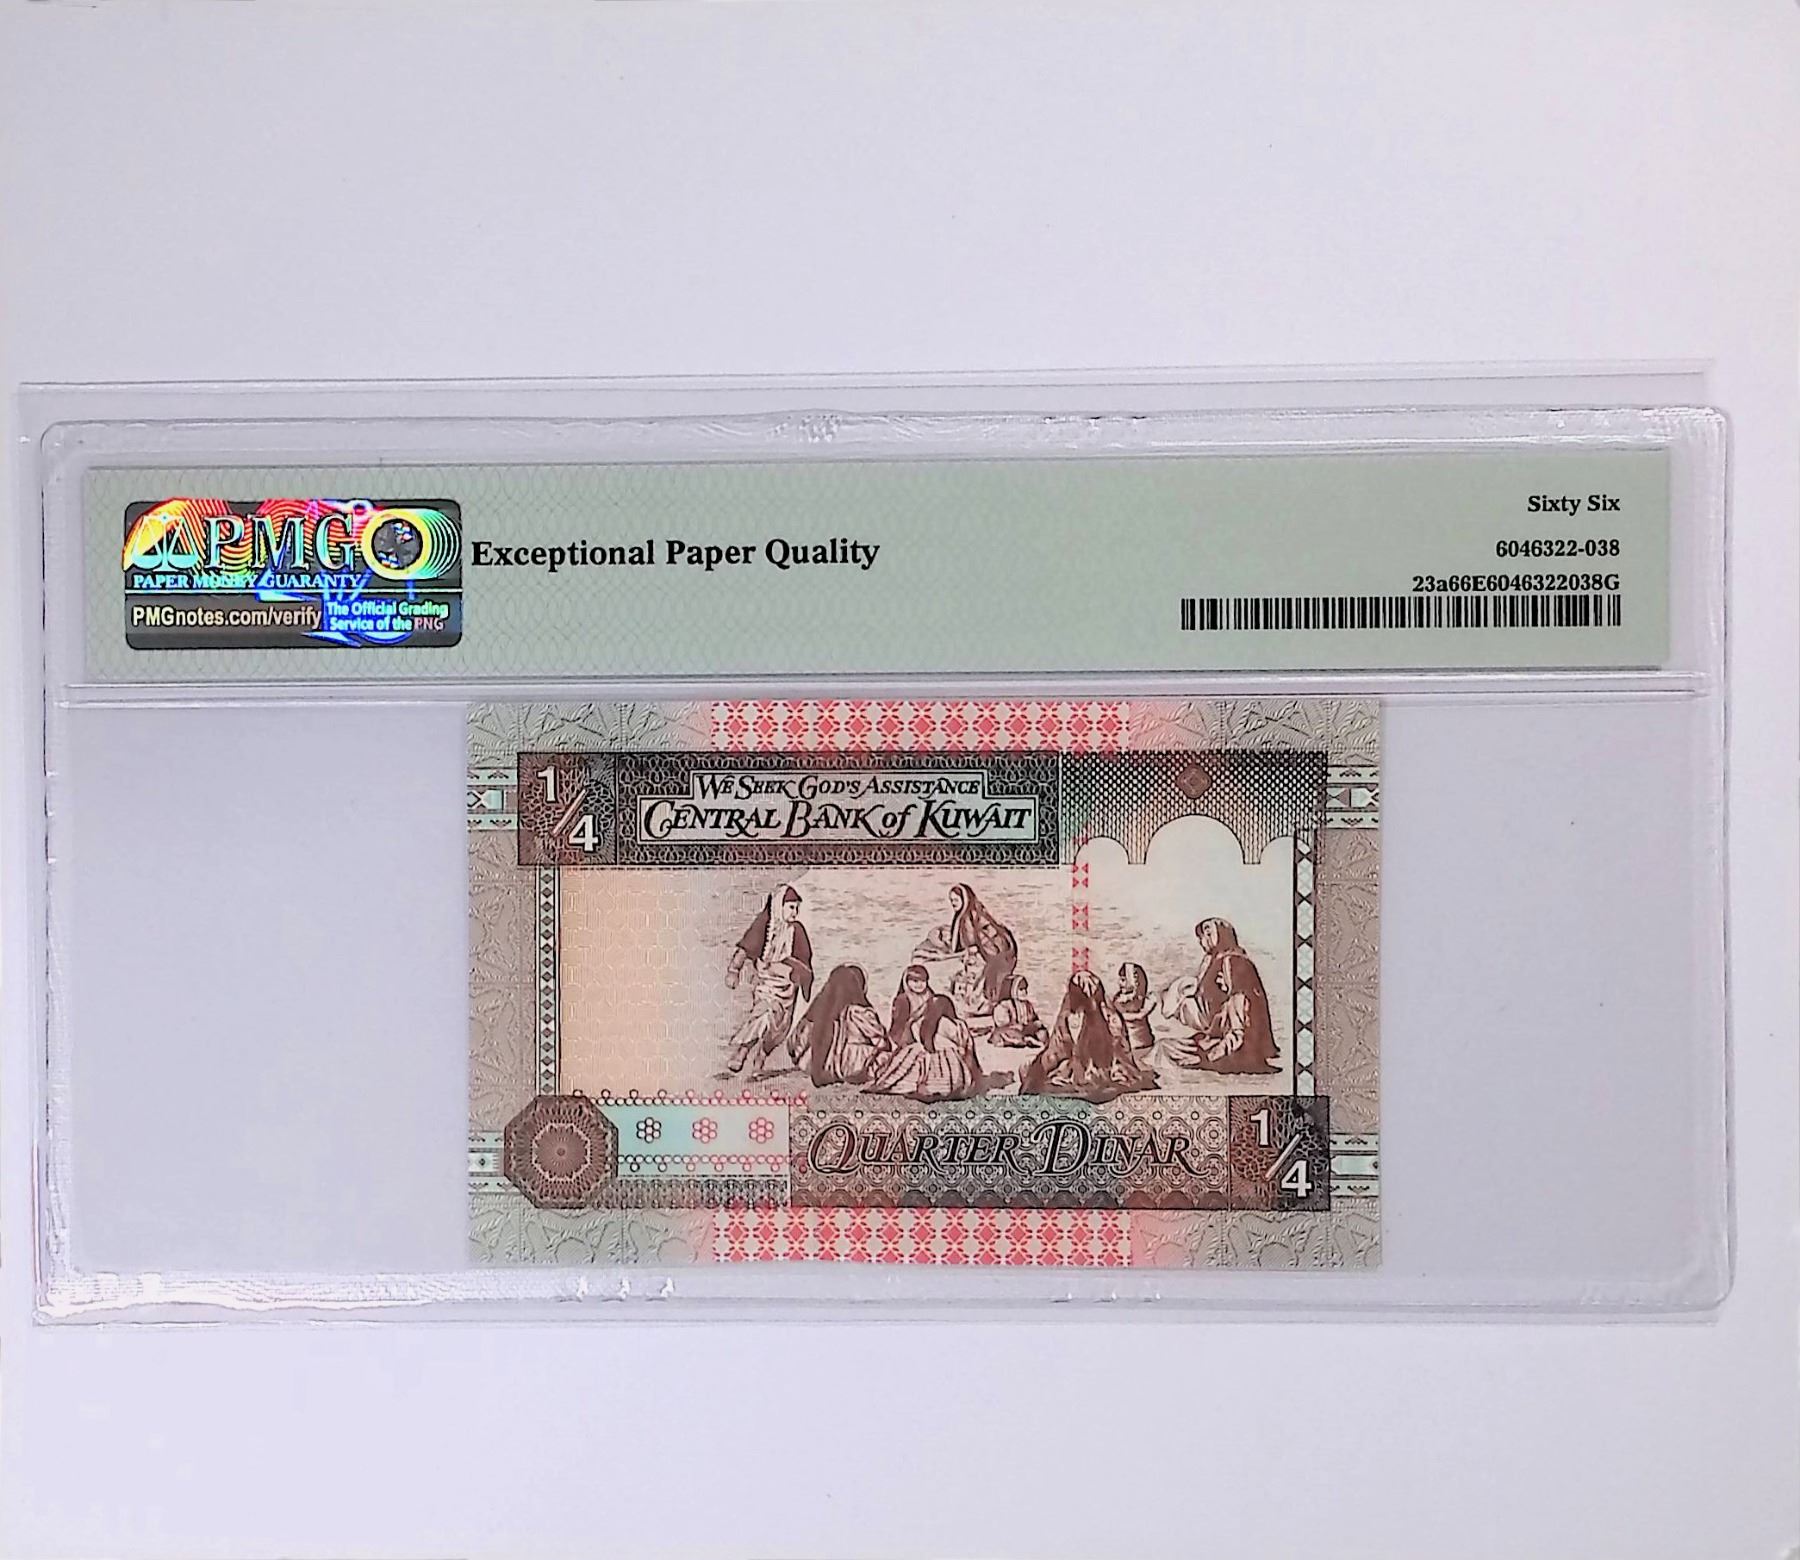 PMG
PAPER MONEY GUARANTY
PMGnotes.com/verify
The Official Grading
Service of the PNG
Exceptional Paper Quality
Sixty Six
6046322-038
23a66E6046322038G
1/4
WE SEEK GOD'S ASSISTANCE
CENTRAL BANK of KUWAIT
QUARTER DINAR
1/4